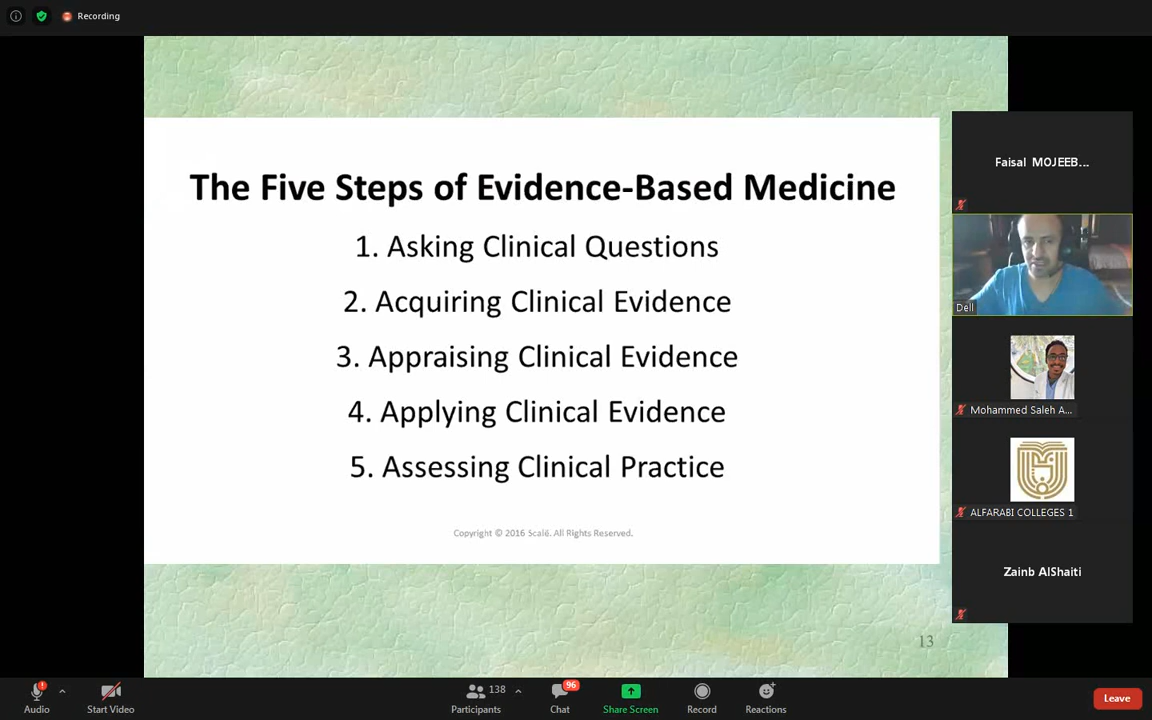 Recording
The Five Steps of Evidence-Based Medicine
1. Asking Clinical Questions
2. Acquiring Clinical Evidence
3. Appraising Clinical Evidence
4. Applying Clinical Evidence
5. Assessing Clinical Practice
Copyright © 2016 Scalë. All Rights Reserved.
13
Faisal MOJEEB...
Dell
Mohammed Saleh A...
ALFARABI COLLEGES 1
Zainb AlShaiti
Audio
Start Video
138
Participants
96
Chat
Share Screen
Record
Reactions
Leave